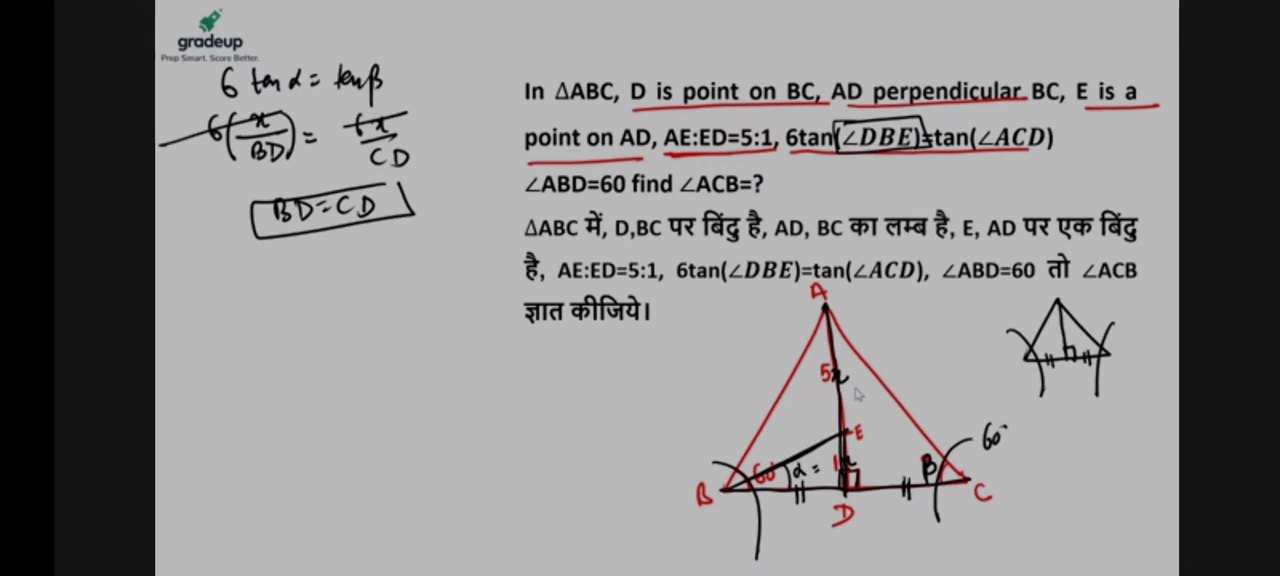 gradeup
Prep Smart. Score Better.
6 tan α = tan β
6(x/BD) = 6x/CD
BD = CD
In ΔABC, D is point on BC, AD perpendicular BC, E is a
point on AD, AE:ED=5:1, 6tan(∠DBE)=tan(∠ACD)
∠ABD=60 find ∠ACB=?
ΔABC में, D,BC पर बिंदु है, AD, BC का लम्ब है, E, AD पर एक बिंदु
है, AE:ED=5:1, 6tan(∠DBE)=tan(∠ACD), ∠ABD=60 तो ∠ACB
ज्ञात कीजिये।
A
5x
E
60°
B 60° α = 1x β C
D